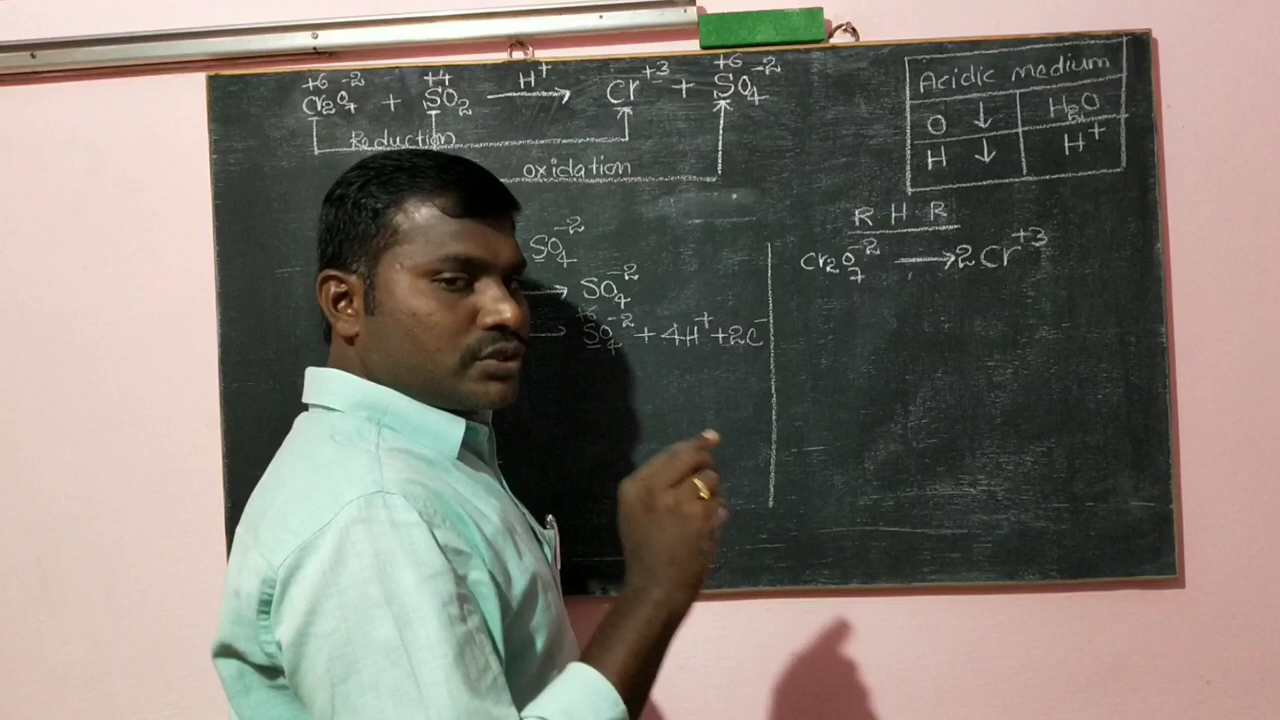 +6 -2 +4 H⁺ +3 +6 -2
Cr₂O₇ + SO₂ ⟶ Cr + SO₄
Reduction
oxidation
SO₄⁻²
⟶ SO₄⁻²
+6
⟶ SO₄⁻² + 4H⁺ + 2e⁻
Acidic medium
O ↓ H₂O
H ↓ H⁺
R H R
Cr₂O₇⁻² ⟶ 2Cr⁺³